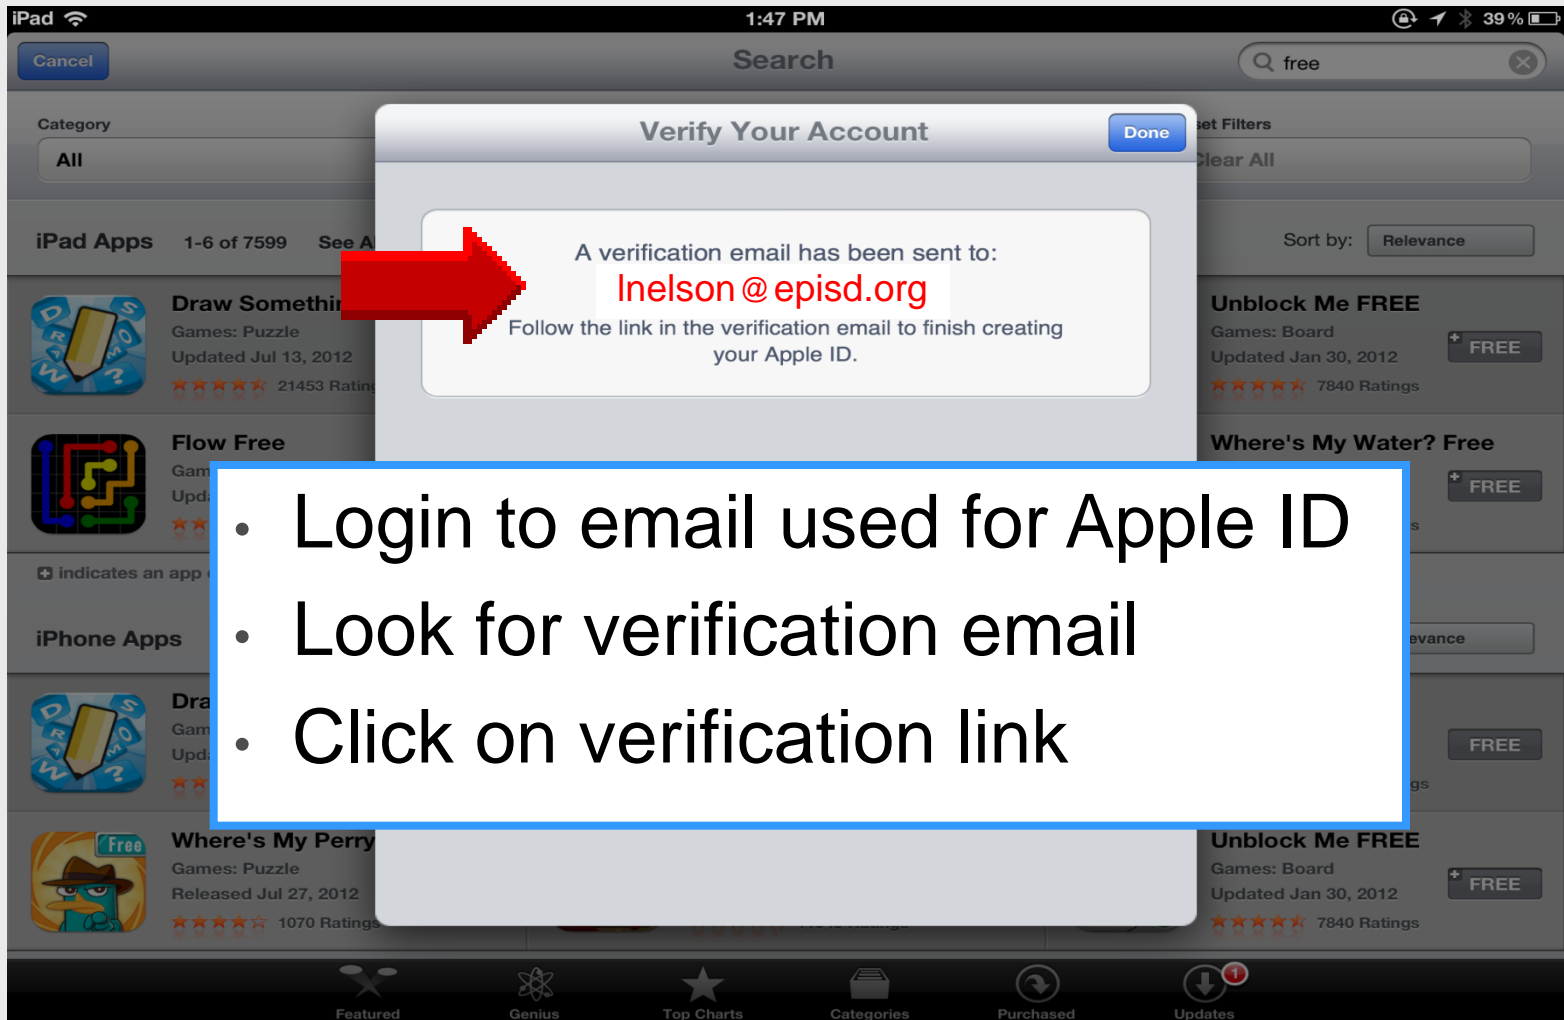 iPad 1:47 PM 39%
Cancel Search free
Category
All
Reset Filters
Clear All
Verify Your Account Done
iPad Apps 1-6 of 7599 See
Sort by: Relevance
A verification email has been sent to:
lnelson@episd.org
Follow the link in the verification email to finish creating
your Apple ID.
Draw Somethin
Games: Puzzle
Updated Jul 13, 2012
21453 Rating
Unblock Me FREE
Games: Board
Updated Jan 30, 2012
7840 Ratings
FREE
Flow Free
Where's My Water? Free
FREE
• Login to email used for Apple ID
• Look for verification email
• Click on verification link
indicates an app
iPhone Apps
FREE
Where's My Perry
Games: Puzzle
Released Jul 27, 2012
1070 Ratings
Free
Unblock Me FREE
Games: Board
Updated Jan 30, 2012
7840 Ratings
FREE
Featured Genius Top Charts Categories Purchased Updates
1